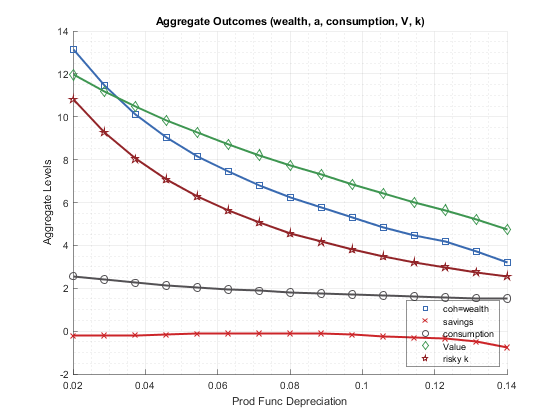 Aggregate Outcomes (wealth, a, consumption, V, k)
14
12
10
8
6
4
2
0
-2
Aggregate Levels
0.02
0.04
0.06
0.08
0.1
0.12
0.14
Prod Func Depreciation
coh=wealth
savings
consumption
Value
risky k